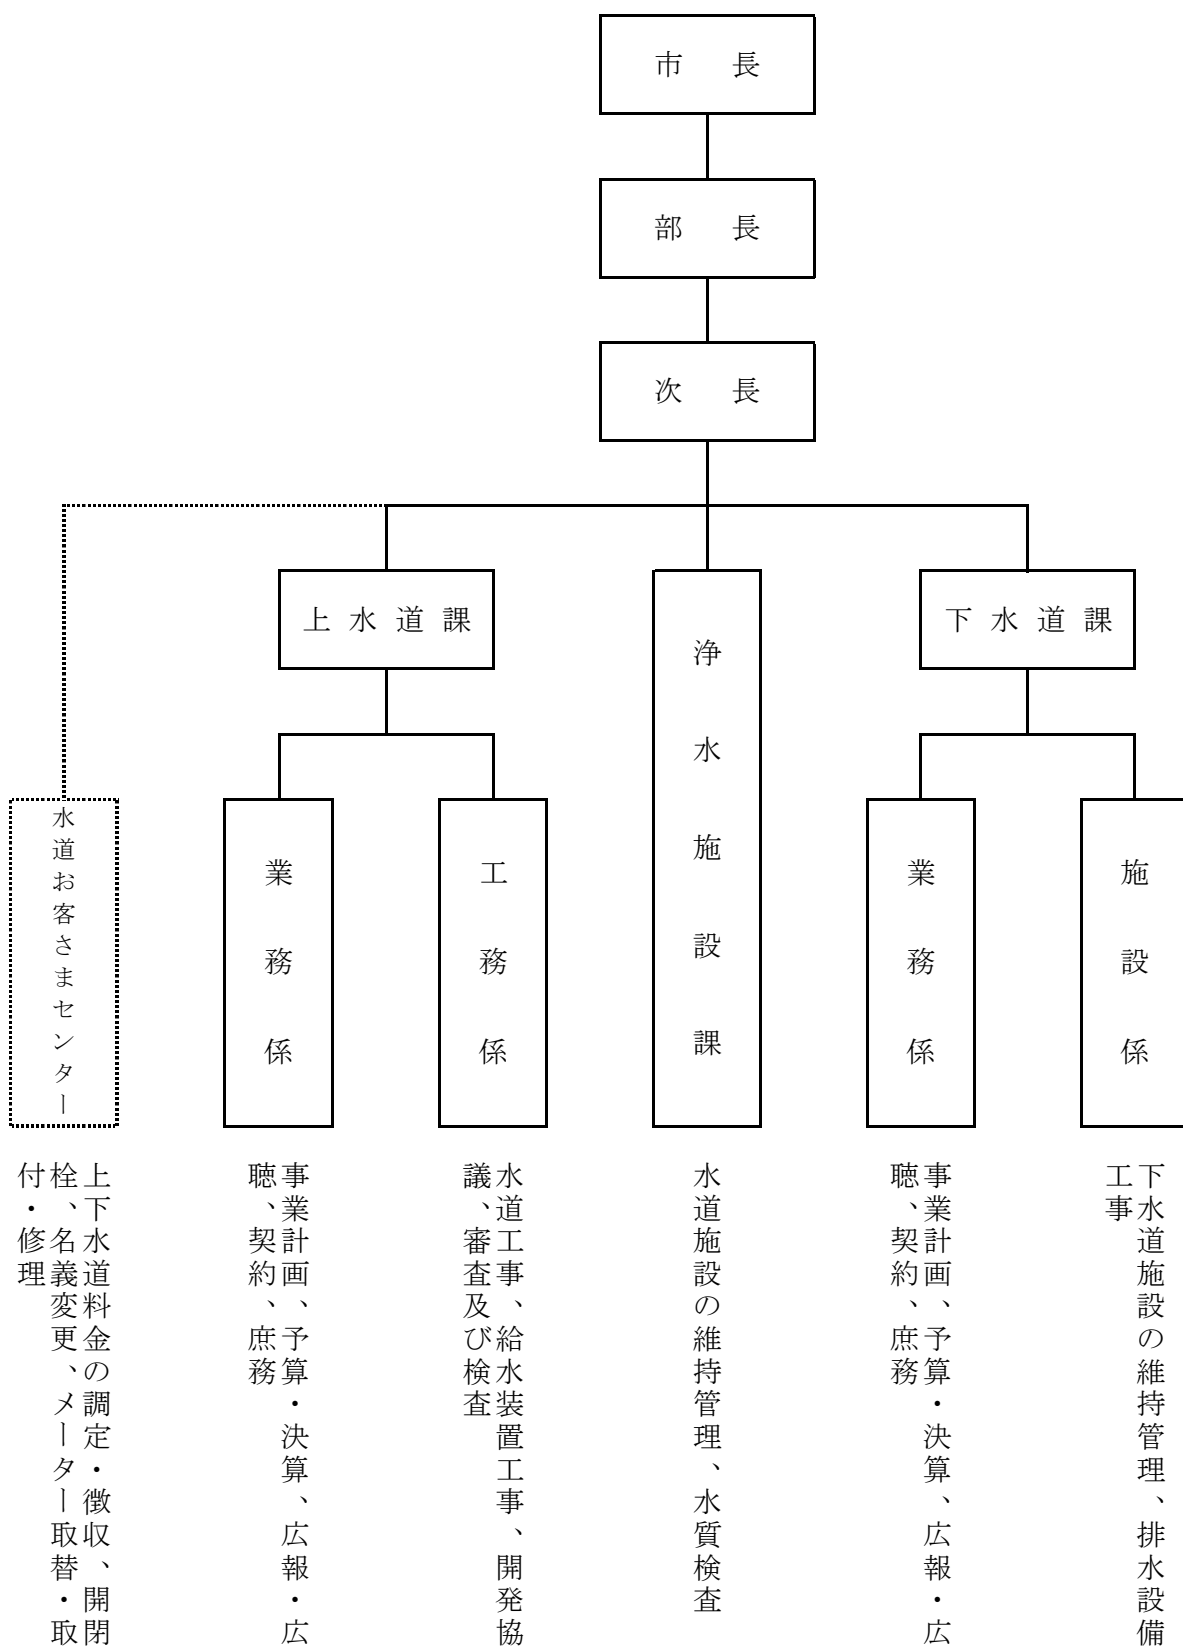 市長
部長
次長
上水道課
浄水施設課
下水道課
水道お客さまセンター
業務係
工務係
業務係
施設係
上下水道料金の調定・徴収、開閉
栓、名義変更、メーター取替・取
付・修理
事業計画、予算・決算、広報・広
聴、契約、庶務
水道工事、給水装置工事、開発協
議、審査及び検査
水道施設の維持管理、水質検査
事業計画、予算・決算、広報・広
聴、契約、庶務
下水道施設の維持管理、排水設備
工事